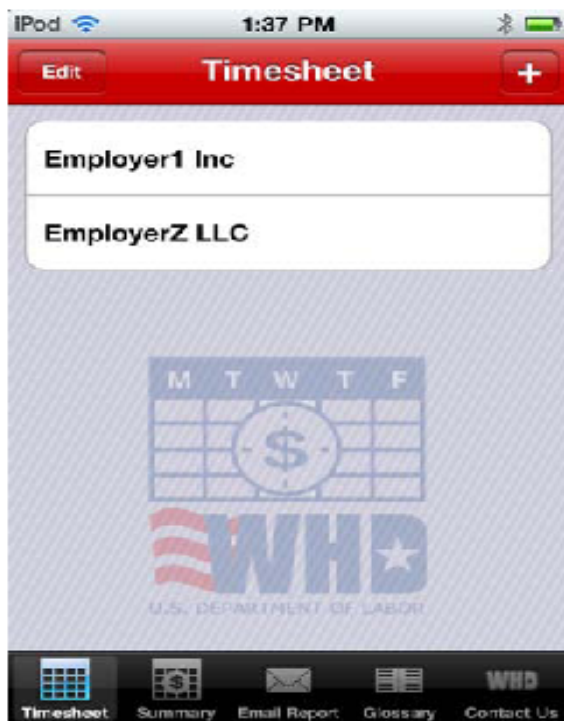 iPod 1:37 PM
Edit Timesheet +
Employer1 Inc
EmployerZ LLC
M T W T F
$
WHD
U.S. DEPARTMENT OF LABOR
$ WHD
Timesheet Summary Email Report Glossary Contact Us